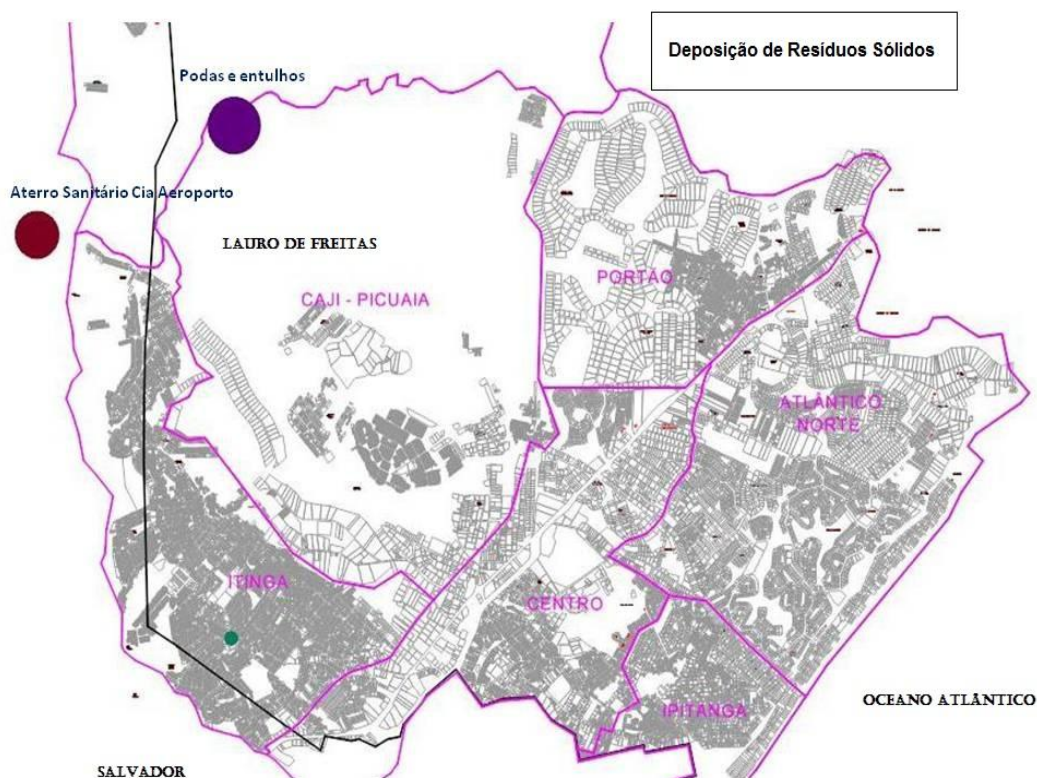 Deposição de Resíduos Sólidos
Podas e entulhos
Aterro Sanitário Cia Aeroporto
LAURO DE FREITAS
CAJI - PICUAIA
PORTÃO
ATLÂNTICO
NORTE
ITINGA
CENTRO
IPITANGA
OCEANO ATLÂNTICO
SALVADOR